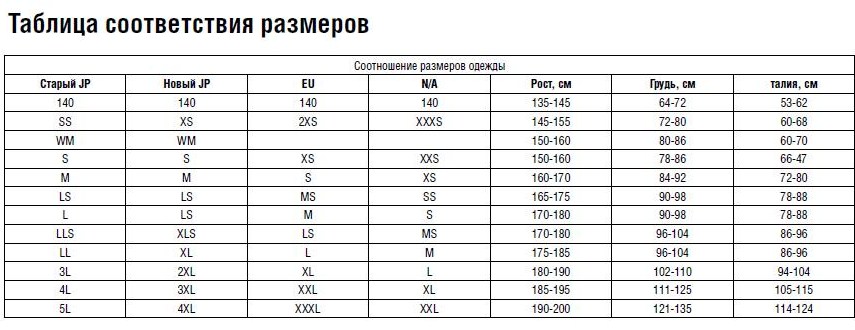 Таблица соответствия размеров
Соотношение размеров одежды
Старый JP Новый JP EU N/A Рост, см Грудь, см талия, см
140 140 140 140 135-145 64-72 53-62
SS XS 2XS XXXS 145-155 72-80 60-68
WM WM 150-160 80-86 60-70
S S XS XXS 150-160 78-86 66-47
M M S XS 160-170 84-92 72-80
LS LS MS SS 165-175 90-98 78-88
L LS M S 170-180 90-98 78-88
LLS XLS LS MS 170-180 96-104 86-96
LL XL L M 175-185 96-104 86-96
3L 2XL XL L 180-190 102-110 94-104
4L 3XL XXL XL 185-195 111-125 105-115
5L 4XL XXXL XXL 190-200 121-135 114-124